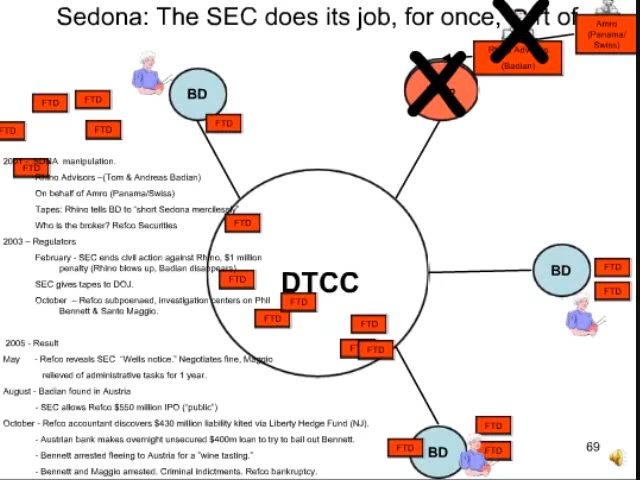 Sedona: The SEC does its job, for once, rt of
Amro
(Panama/
Swiss)
(Badian)
BD
FTD
FTD
FTD
FTD
FTD
FTD
2001 - manipulation.
Rhino Advisors –(Tom & Andreas Badian)
On behalf of Amro (Panama/Swiss)
Tapes: Rhino tells BD to "short Sedona mercilessly"
Who is the broker? Refco Securities
FTD
2003 – Regulators
February - SEC ends civil action against Rhino, $1 million
penalty (Rhino blows up, Badian disappears)
SEC gives tapes to DOJ.
October – Refco subpoenaed, investigation centers on Phil
Bennett & Santo Maggio.
FTD
DTCC
FTD
FTD
FTD
FTD
FTD
BD
FTD
FTD
2005 - Result
May - Refco reveals SEC "Wells notice." Negotiates fine, Maggio
relieved of administrative tasks for 1 year.
August - Badian found in Austria
- SEC allows Refco $550 million IPO ("public")
October - Refco accountant discovers $430 million liability kited via Liberty Hedge Fund (NJ).
- Austrian bank makes overnight unsecured $400m loan to try to bail out Bennett.
- Bennett arrested fleeing to Austria for a "wine tasting."
- Bennett and Maggio arrested. Criminal indictments. Refco bankruptcy.
FTD
BD
FTD
FTD
69